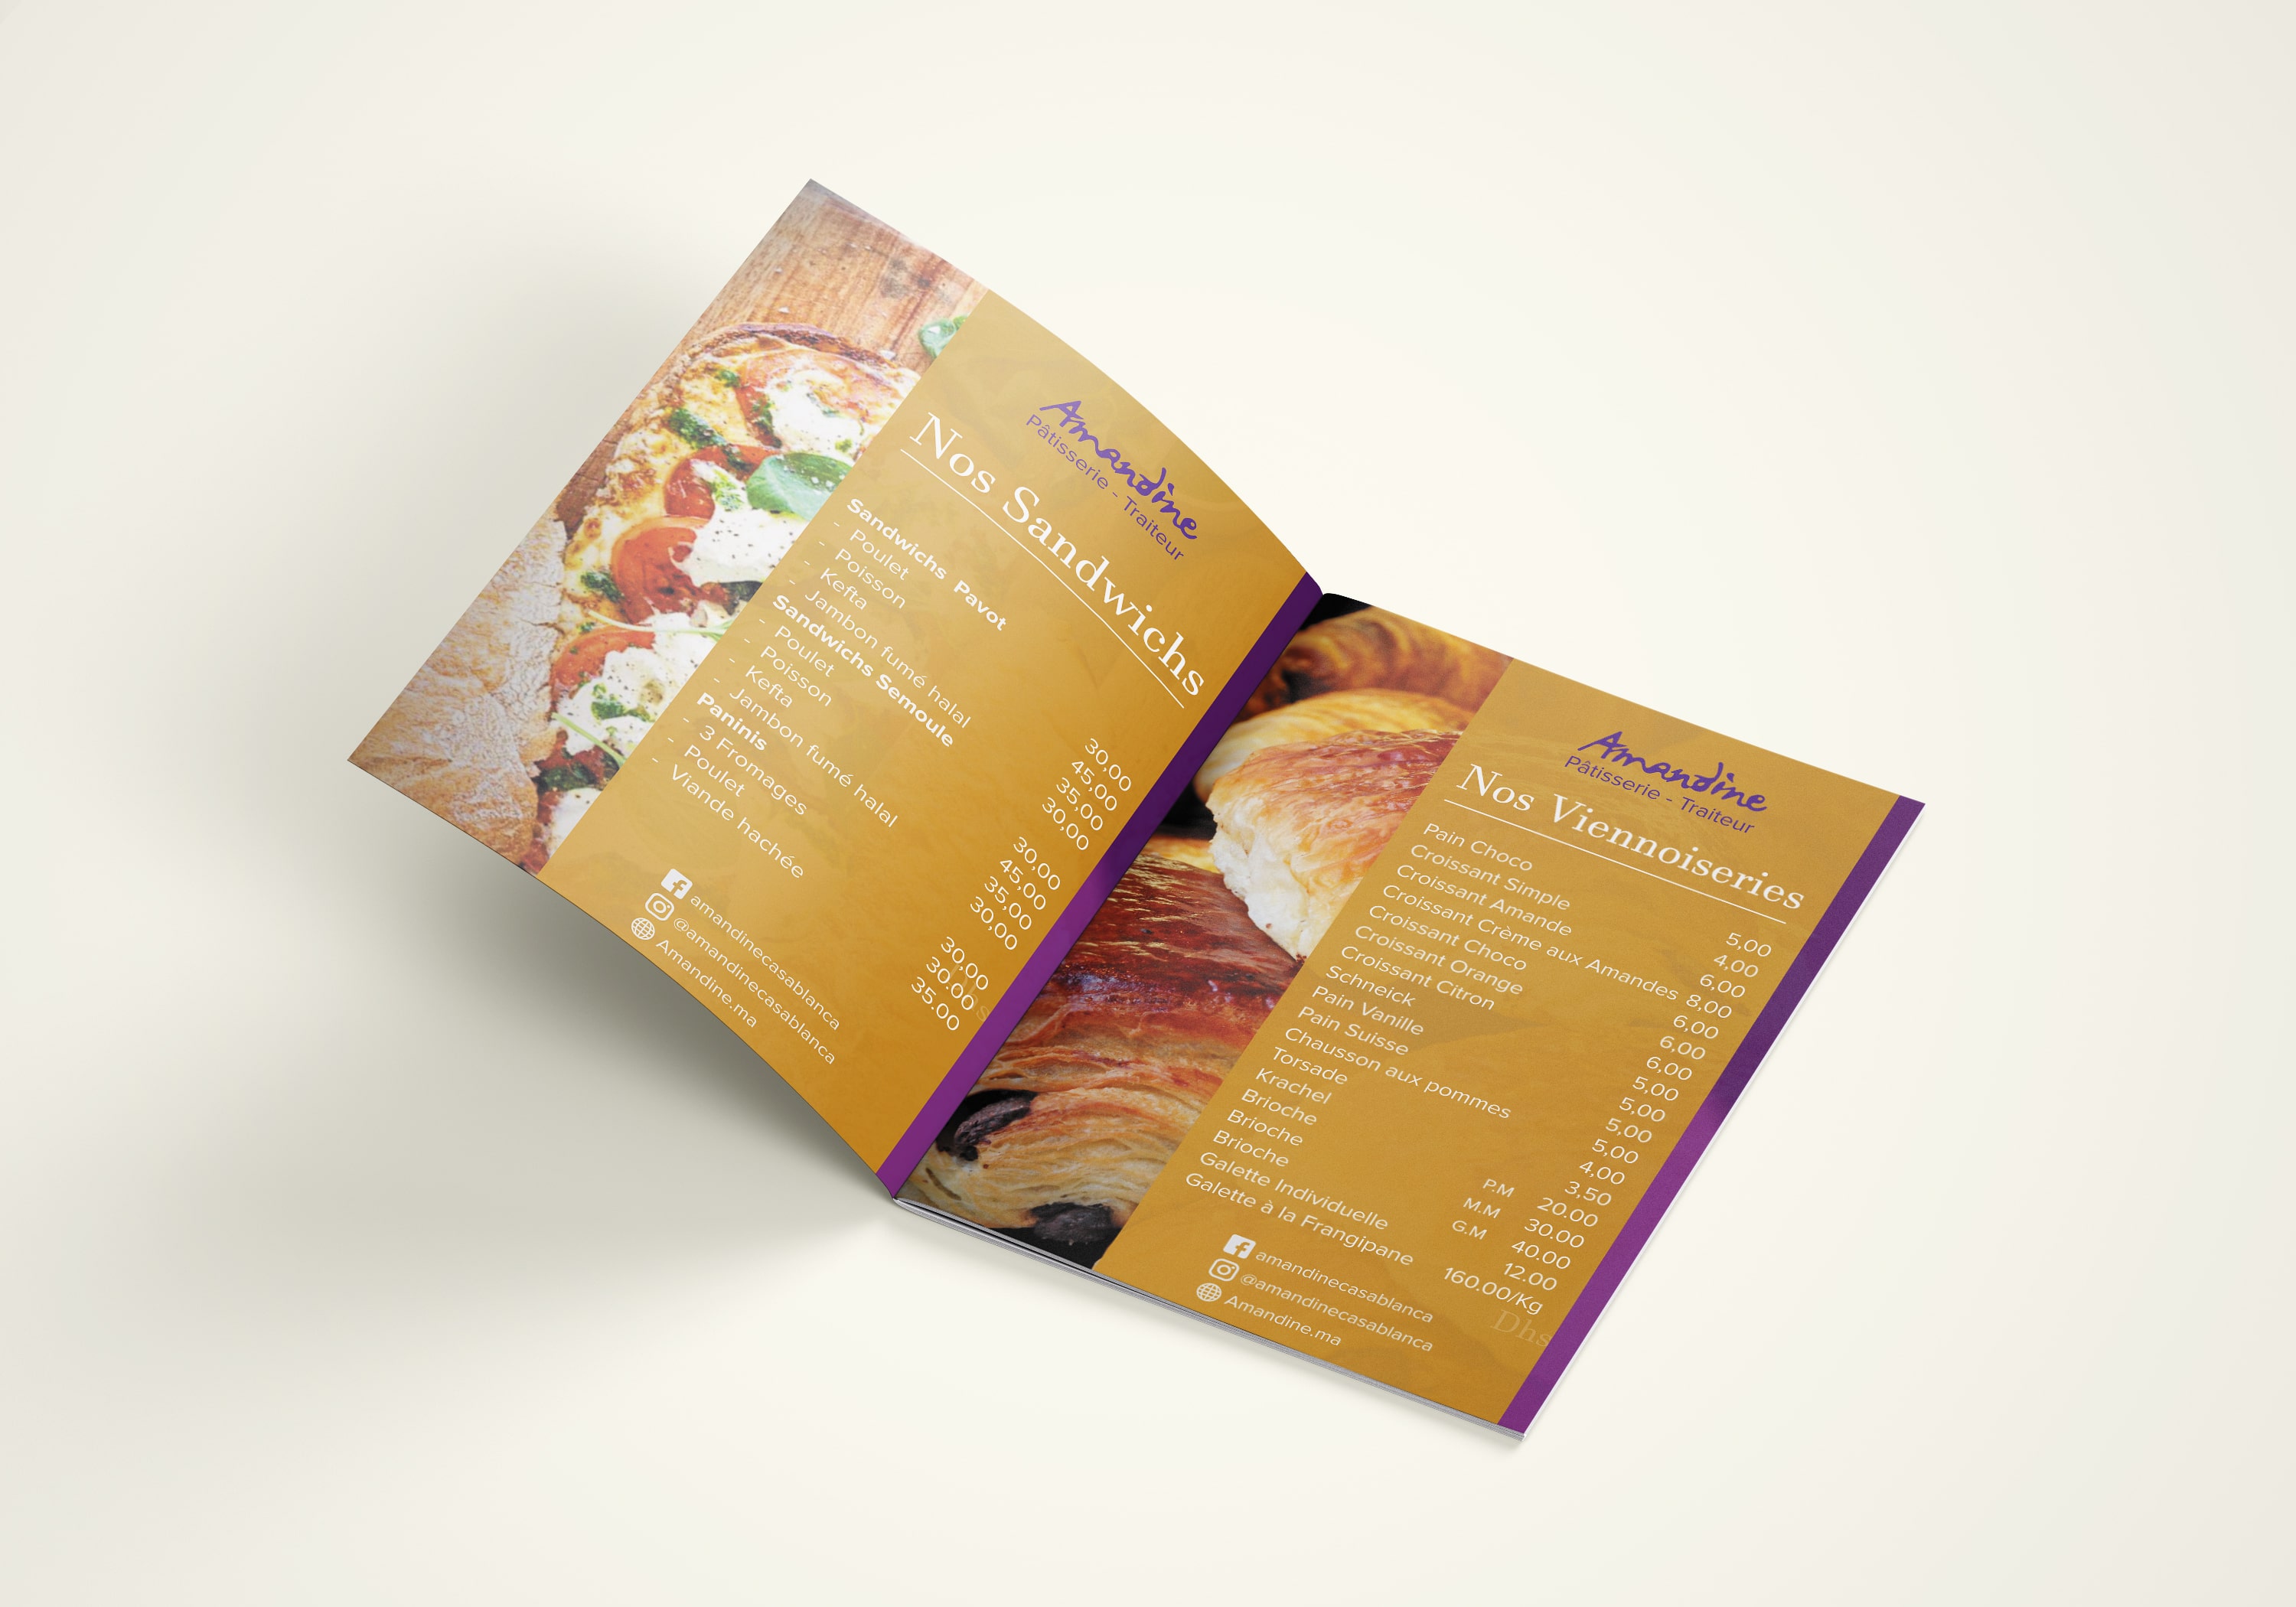 Amandine
Pâtisserie - Traiteur
Nos Sandwichs
Sandwichs Pavot
- Poulet 30,00
- Poisson 45,00
- Kefta 35,00
- Jambon fumé halal 30,00
Sandwichs Semoule
- Poulet 30,00
- Poisson 45,00
- Kefta 35,00
- Jambon fumé halal 30,00
Paninis
- 3 Fromages 30,00
- Poulet 30.00
- Viande hachée 35.00
amandinecasablanca
@amandinecasablanca
Amandine.ma
Amandine
Pâtisserie - Traiteur
Nos Viennoiseries
Pain Choco 5,00
Croissant Simple 4,00
Croissant Amande 6,00
Croissant Crème aux Amandes 8,00
Croissant Choco 6,00
Croissant Orange 6,00
Croissant Citron 6,00
Schneick 5,00
Pain Vanille 5,00
Pain Suisse 5,00
Chausson aux pommes 5,00
Torsade 4,00
Krachel 3,50
Brioche P.M 20.00
Brioche M.M 30.00
Brioche G.M 40.00
Galette Individuelle 12.00
Galette à la Frangipane 160.00/Kg
amandinecasablanca
@amandinecasablanca
Amandine.ma
Dhs